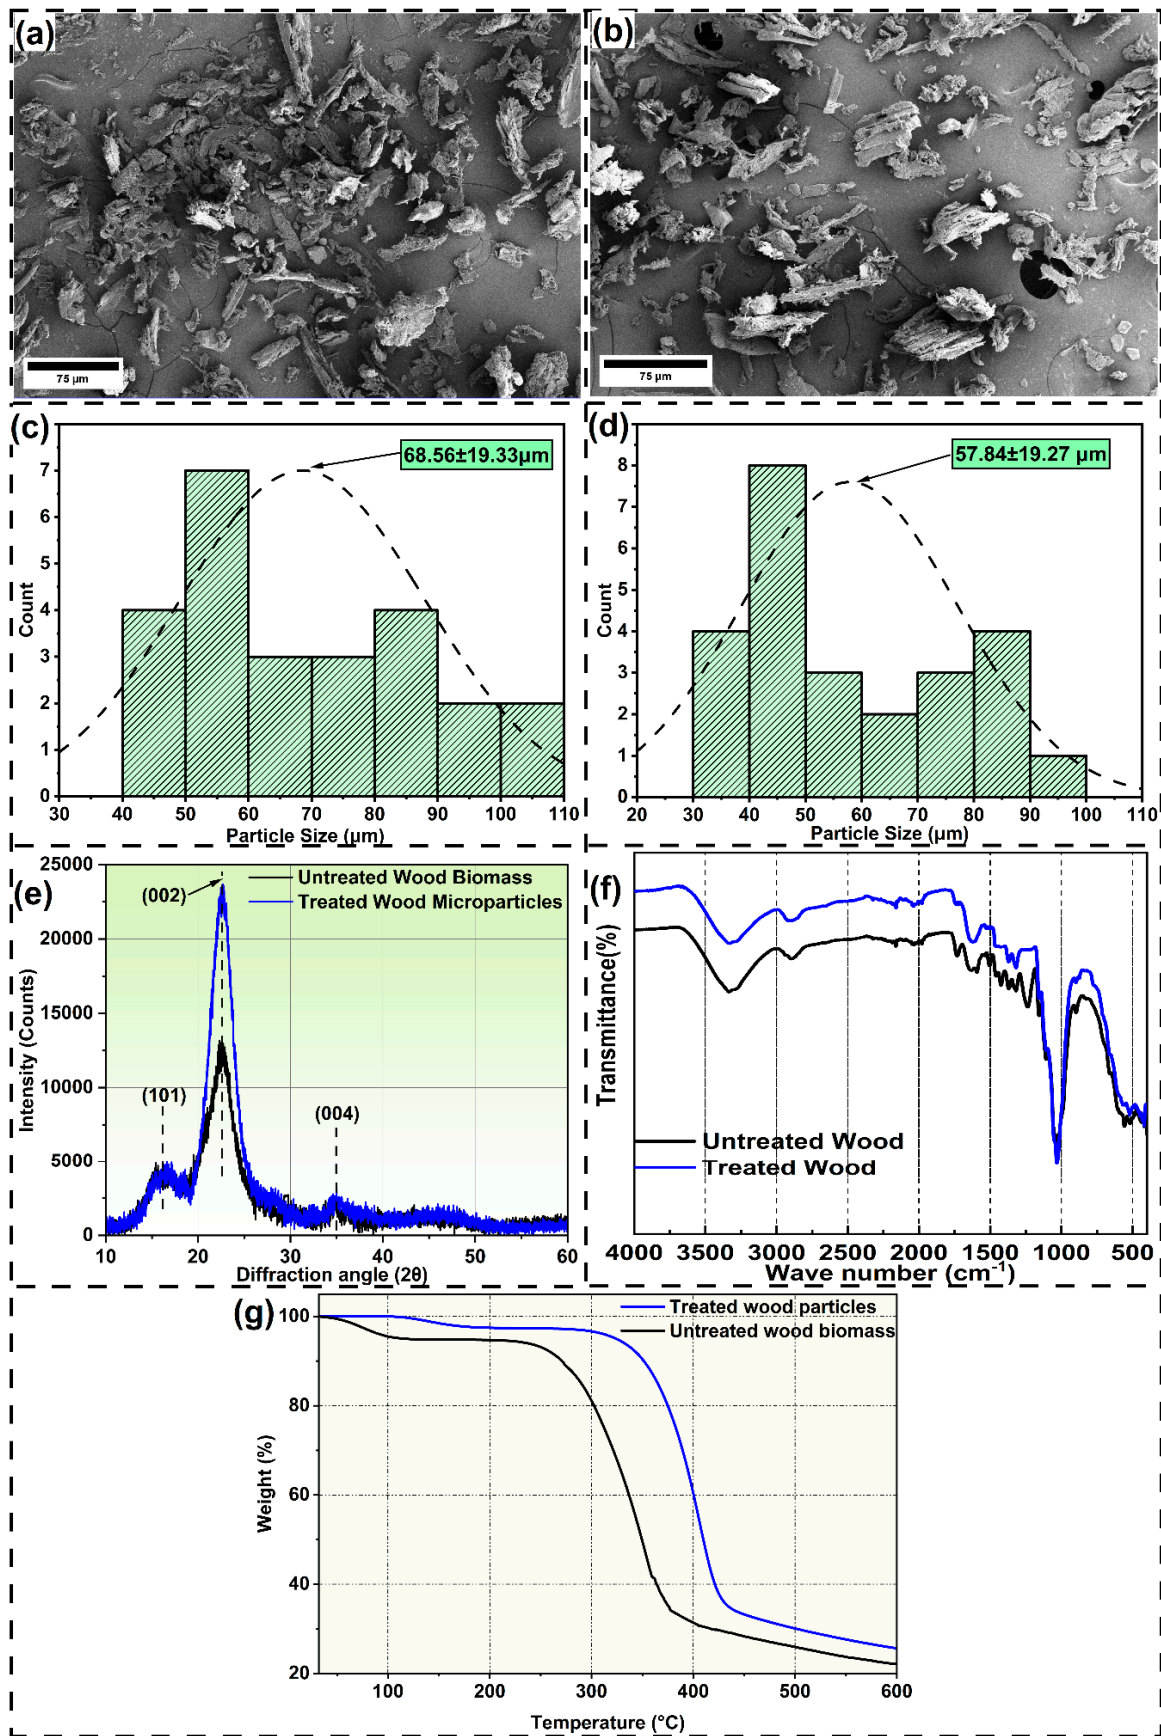 (a)
75 µm
(b)
75 µm
(c)
68.56±19.33µm
Count
7
6
5
4
3
2
1
0
30 40 50 60 70 80 90 100 110
Particle Size (µm)
(d)
57.84±19.27 µm
Count
9
8
7
6
5
4
3
2
1
0
20 30 40 50 60 70 80 90 100 110
Particle Size (µm)
(e)
(002)
Untreated Wood Biomass
Treated Wood Microparticles
(101)
(004)
Intensity (Counts)
25000
20000
15000
10000
5000
0
10 20 30 40 50 60
Diffraction angle (2θ)
(f)
Transmittance(%)
Untreated Wood
Treated Wood
4000 3500 3000 2500 2000 1500 1000 500
Wave number (cm⁻¹)
(g)
Treated wood particles
Untreated wood biomass
Weight (%)
100
80
60
40
20
100 200 300 400 500 600
Temperature (°C)